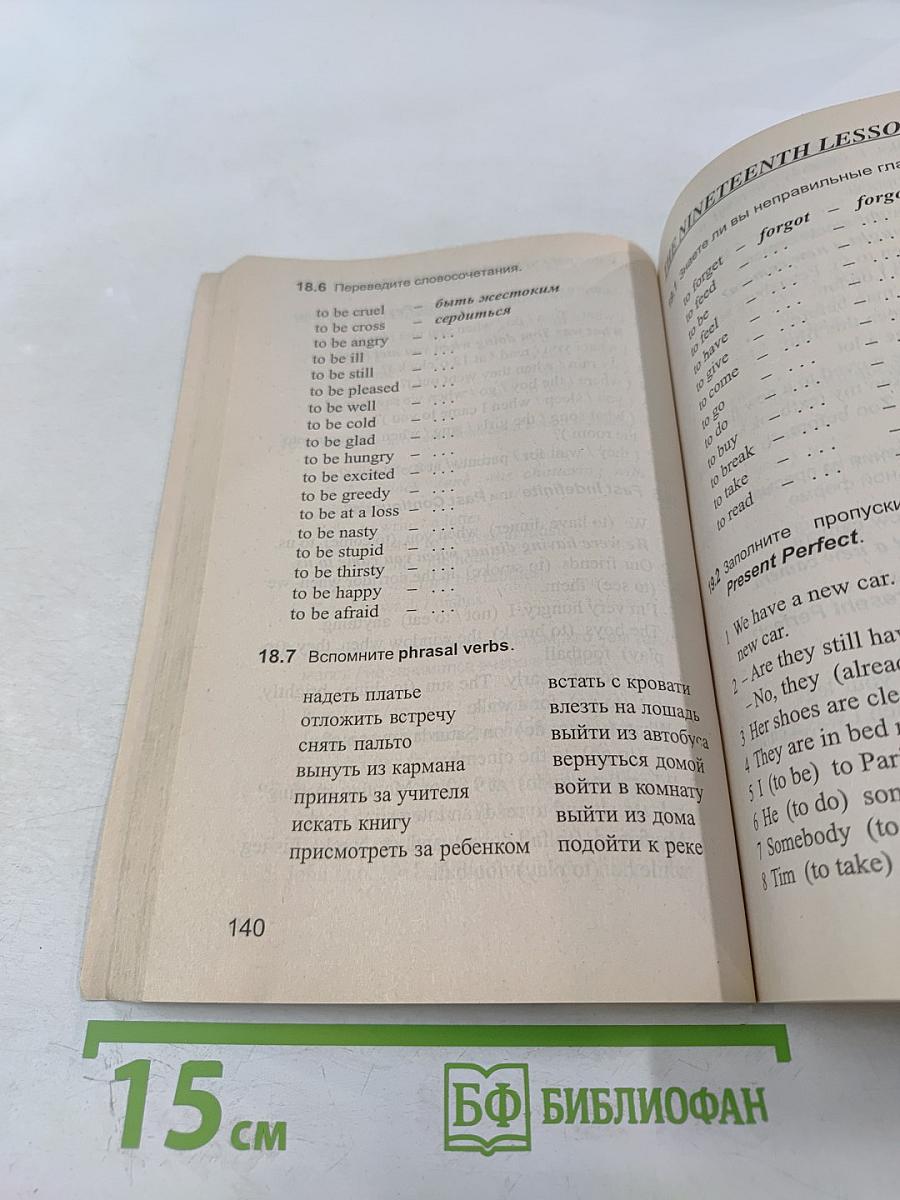 18.6 Переведите словосочетания.
to be cruel – быть жестоким
to be cross – сердиться
to be angry – ...
to be ill – ...
to be still – ...
to be pleased – ...
to be well – ...
to be cold – ...
to be glad – ...
to be hungry – ...
to be excited – ...
to be greedy – ...
to be at a loss – ...
to be nasty – ...
to be stupid – ...
to be thirsty – ...
to be happy – ...
to be afraid – ...
18.7 Вспомните phrasal verbs.
надеть платье встать с кровати
отложить встречу влезть на лошадь
снять пальто выйти из автобуса
вынуть из кармана вернуться домой
принять за учителя войти в комнату
искать книгу выйти из дома
присмотреть за ребенком подойти к реке
140
NINETEENTH LESSO
Знаете ли вы неправильные
to forget – forgot –
to feed – ... – ...
to be – ... – ...
to feel – ... – ...
to have – ... – ...
to give – ... – ...
to come – ... – ...
to go – ... –
to do – ... –
to buy – ... –
to break – ... –
to take – ... –
to read – ...
19.2 Заполните пропуски
Present Perfect.
1 We have a new car.
new car.
2 – Are they still
– No, they
3 Her shoes are
4 They are in bed
5 I (to be) to
6 He (to do)
7 Somebody (to
8 Tim (to take)
15 см
БФ БИБЛИОФАН